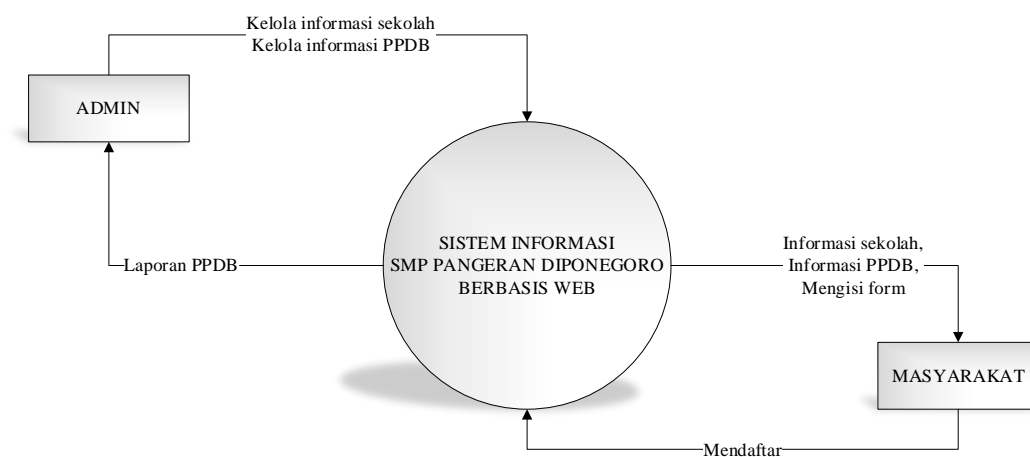 Kelola informasi sekolah
Kelola informasi PPDB
ADMIN
SISTEM INFORMASI
SMP PANGERAN DIPONEGORO
BERBASIS WEB
Laporan PPDB
Informasi sekolah,
Informasi PPDB,
Mengisi form
MASYARAKAT
Mendaftar